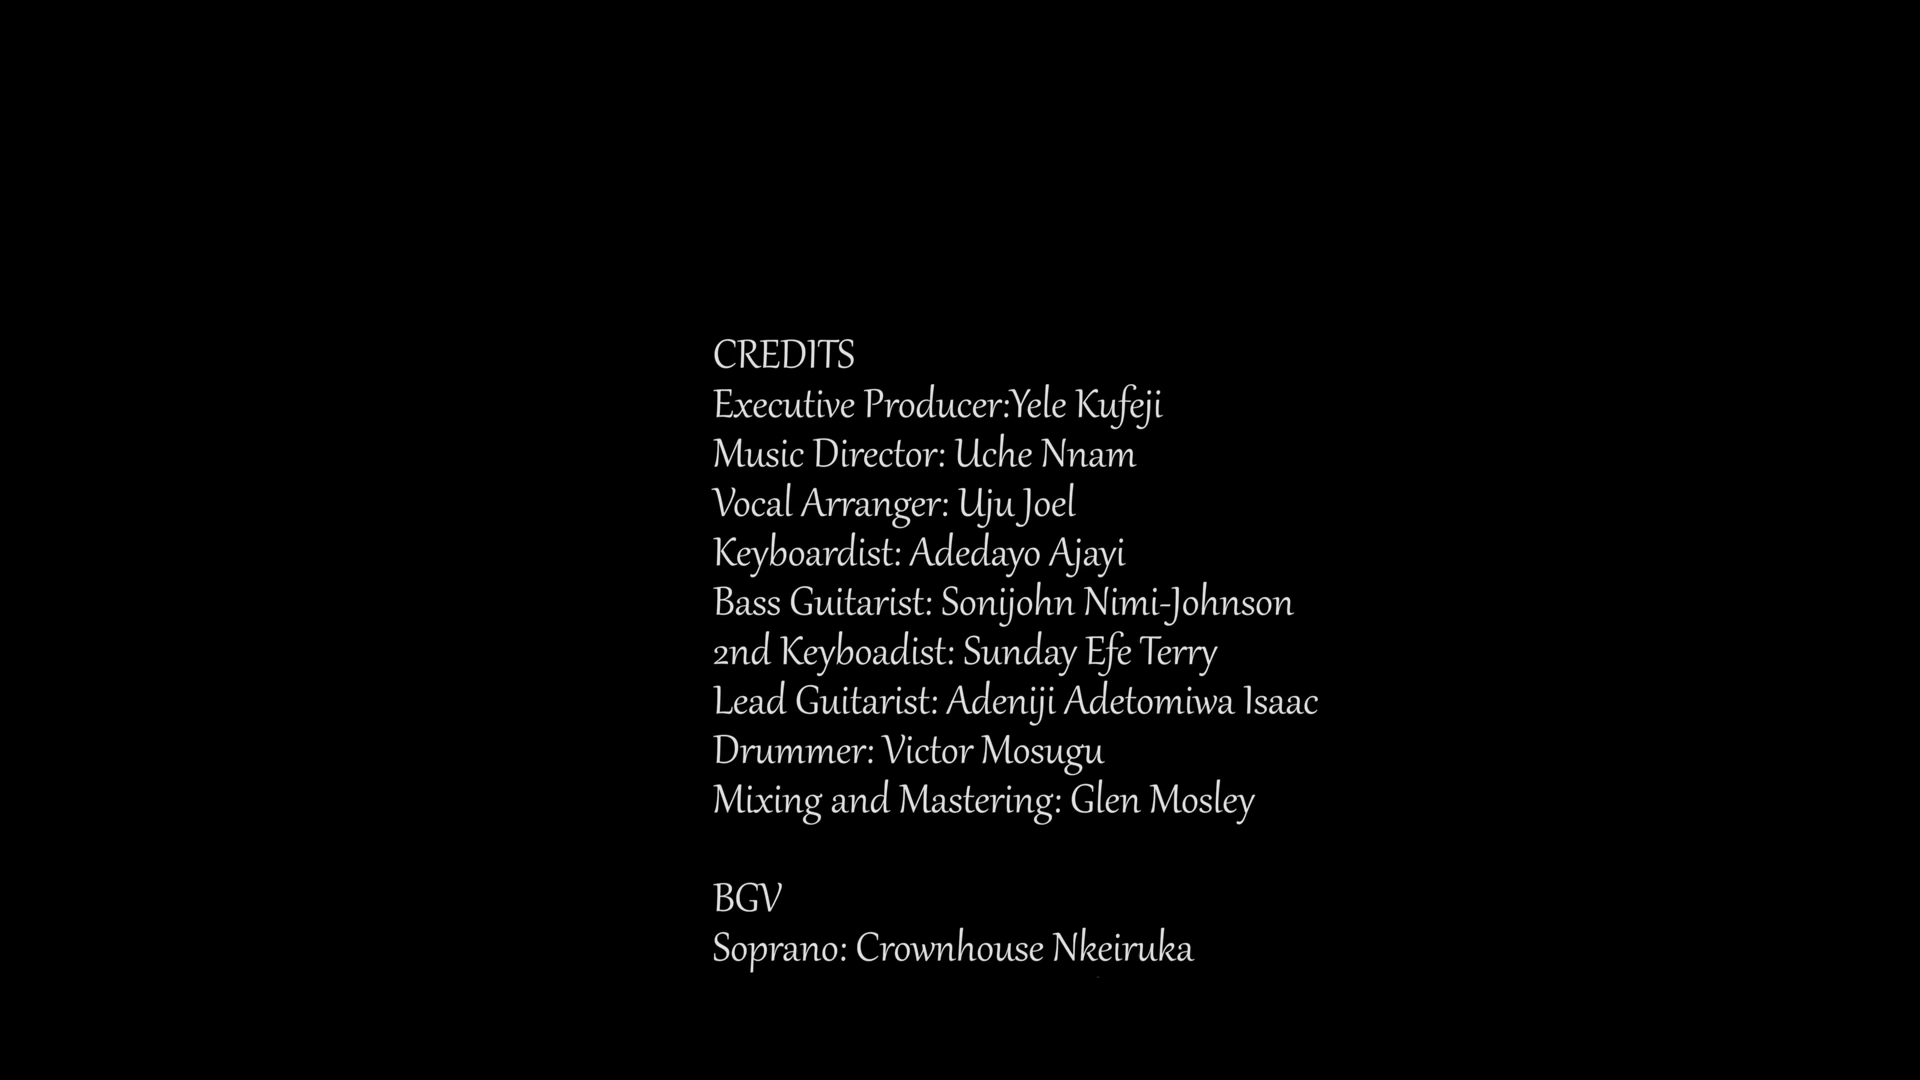 CREDITS
Executive Producer:Yele Kufeji
Music Director: Uche Nnam
Vocal Arranger: Uju Joel
Keyboardist: Adedayo Ajayi
Bass Guitarist: Sonijohn Nimi-Johnson
2nd Keyboadist: Sunday Efe Terry
Lead Guitarist: Adeniji Adetomiwa Isaac
Drummer: Victor Mosugu
Mixing and Mastering: Glen Mosley
BGV
Soprano: Crownhouse Nkeiruka